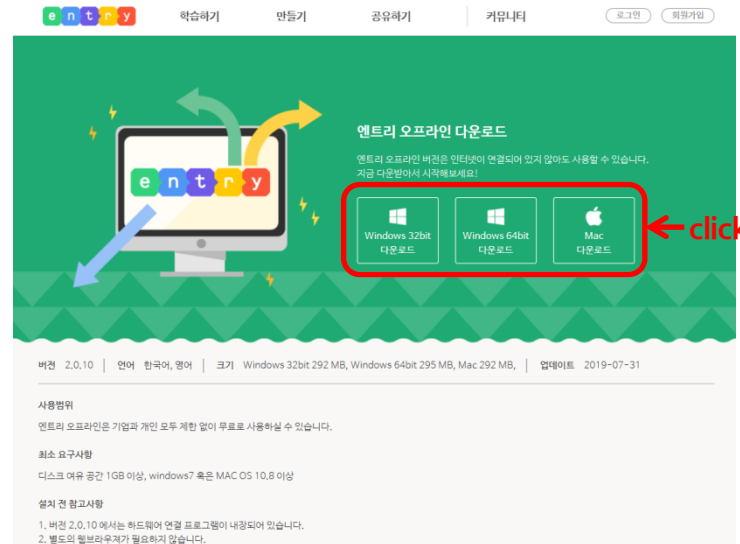 entry 학습하기 만들기 공유하기 커뮤니티 로그인 회원가입
entry
엔트리 오프라인 다운로드
엔트리 오프라인 버전은 인터넷이 연결되어 있지 않아도 사용할 수 있습니다.
지금 다운받아서 시작해보세요!
Windows 32bit
다운로드
Windows 64bit
다운로드
Mac
다운로드
click
버전 2.0.10 | 언어 한국어, 영어 | 크기 Windows 32bit 292 MB, Windows 64bit 295 MB, Mac 292 MB, | 업데이트 2019-07-31
사용범위
엔트리 오프라인은 기업과 개인 모두 제한 없이 무료로 사용하실 수 있습니다.
최소 요구사항
디스크 여유 공간 1GB 이상, windows7 혹은 MAC OS 10.8 이상
설치 전 참고사항
1. 버전 2.0.10 에서는 하드웨어 연결 프로그램이 내장되어 있습니다.
2. 별도의 웹브라우져가 필요하지 않습니다.